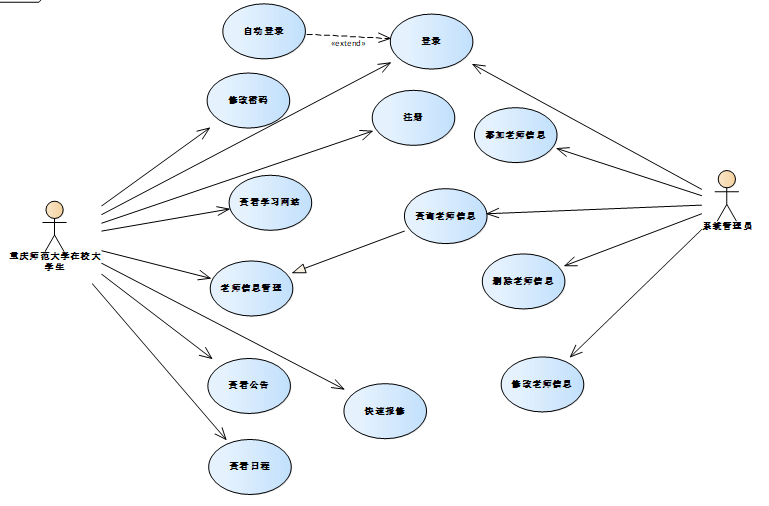 自动登录
登录
«extend»
修改密码
注册
添加老师信息
查看学习网站
查询老师信息
系统管理员
重庆师范大学在校大
学生
老师信息管理
删除老师信息
查看公告
快速报修
修改老师信息
查看日程